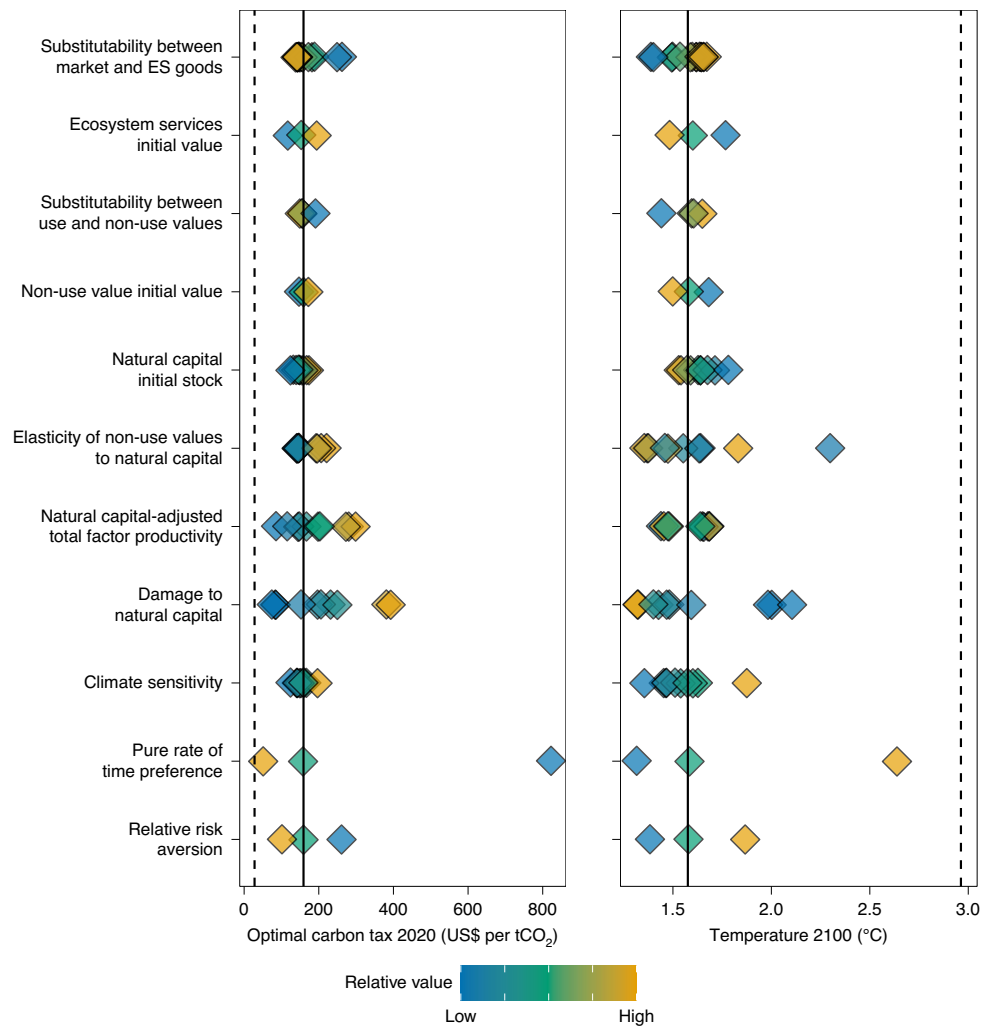 Substitutability between
market and ES goods
Ecosystem services
initial value
Substitutability between
use and non-use values
Non-use value initial value
Natural capital
initial stock
Elasticity of non-use values
to natural capital
Natural capital-adjusted
total factor productivity
Damage to
natural capital
Climate sensitivity
Pure rate of
time preference
Relative risk
aversion
0 200 400 600 800
Optimal carbon tax 2020 (US$ per tCO₂)
1.5 2.0 2.5 3.0
Temperature 2100 (°C)
Relative value
Low High